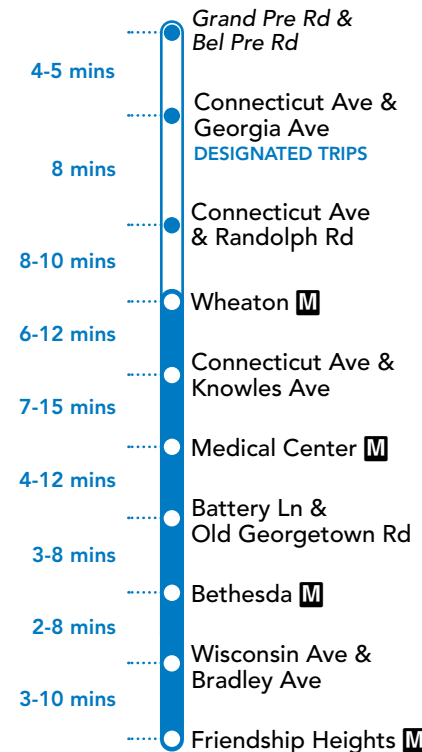 Grand Pre Rd &
Bel Pre Rd
4-5 mins
Connecticut Ave &
Georgia Ave
DESIGNATED TRIPS
8 mins
Connecticut Ave
& Randolph Rd
8-10 mins
Wheaton M
6-12 mins
Connecticut Ave &
Knowles Ave
7-15 mins
Medical Center M
4-12 mins
Battery Ln &
Old Georgetown Rd
3-8 mins
Bethesda M
2-8 mins
Wisconsin Ave &
Bradley Ave
3-10 mins
Friendship Heights M